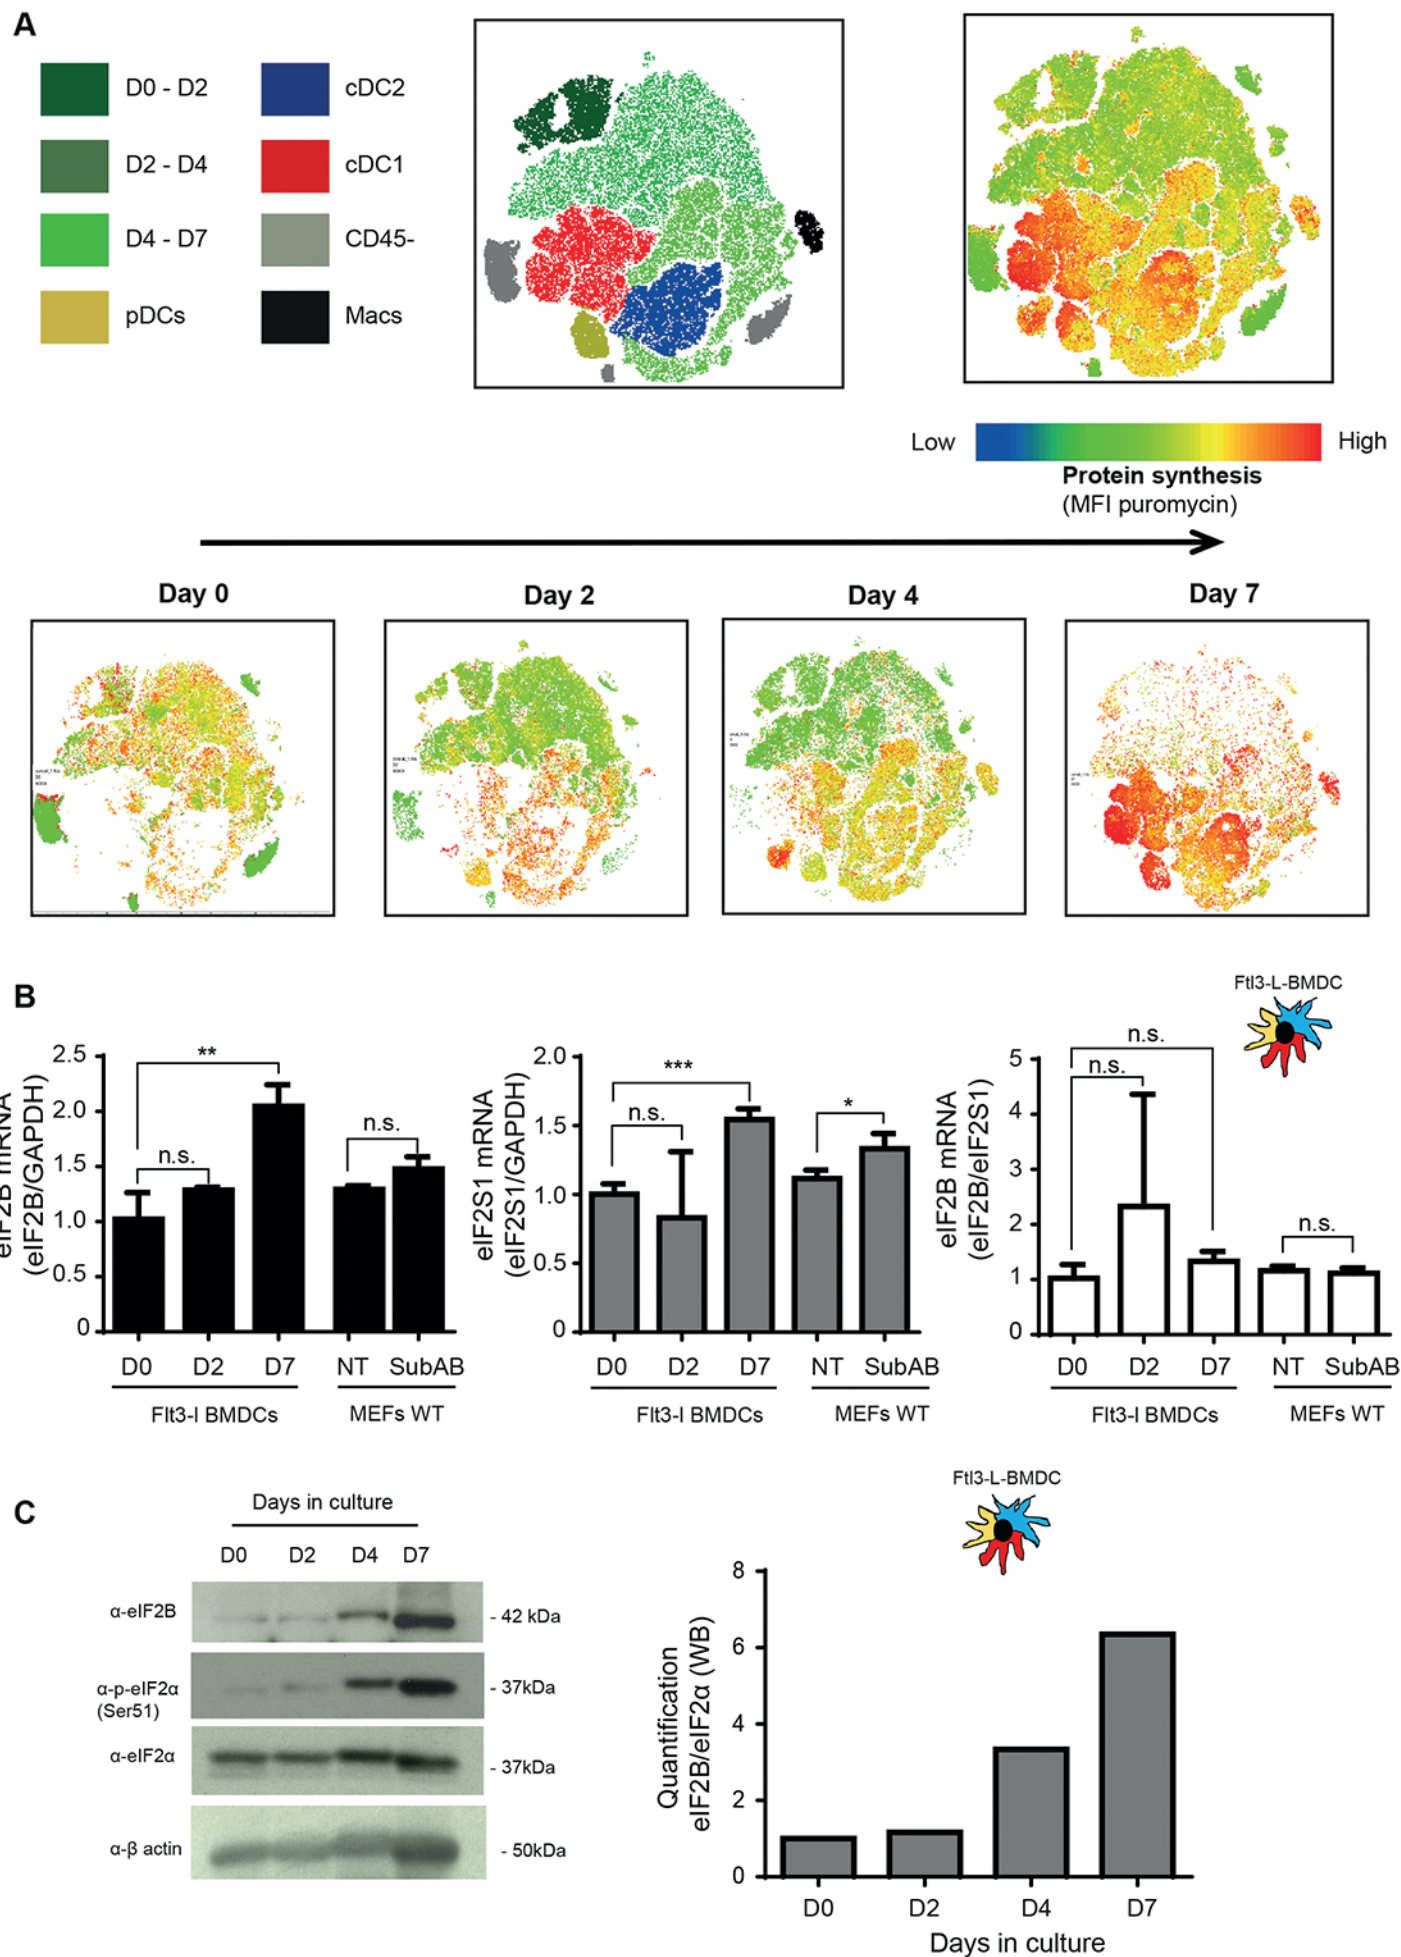 A
D0 - D2
cDC2
D2 - D4
cDC1
D4 - D7
CD45-
pDCs
Macs
Low
High
Protein synthesis
(MFI puromycin)
Day 0
Day 2
Day 4
Day 7
B
Ftl3-L-BMDC
eIF2B mRNA
(eIF2B/GAPDH)
2.5
2.0
1.5
1.0
0.5
0
**
n.s.
n.s.
D0
D2
D7
NT
SubAB
Flt3-l BMDCs
MEFs WT
eIF2S1 mRNA
(eIF2S1/GAPDH)
2.0
1.5
1.0
0.5
0
***
n.s.
*
D0
D2
D7
NT
SubAB
Flt3-l BMDCs
MEFs WT
eIF2B mRNA
(eIF2B/eIF2S1)
5
4
3
2
1
0
n.s.
n.s.
n.s.
D0
D2
D7
NT
SubAB
Flt3-l BMDCs
MEFs WT
C
Days in culture
D0
D2
D4
D7
α-eIF2B
- 42 kDa
α-p-eIF2α
(Ser51)
- 37kDa
α-eIF2α
- 37kDa
α-β actin
- 50kDa
Ftl3-L-BMDC
Quantification
eIF2B/eIF2α (WB)
8
6
4
2
0
D0
D2
D4
D7
Days in culture